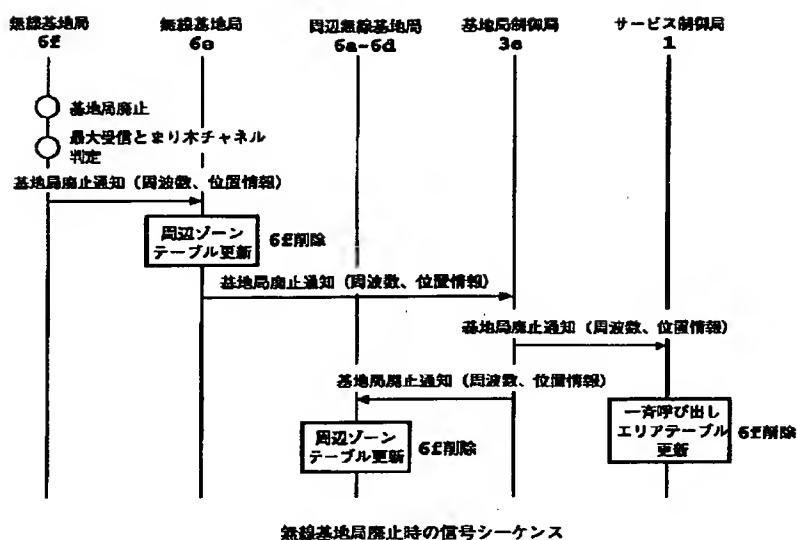 無線基地局
6f
無線基地局
6e
周辺無線基地局
6a-6d
基地局制御局
3e
サービス制御局
1
基地局廃止
最大受信とまり木チャネル
判定
基地局廃止通知(周波数、位置情報)
周辺ゾーン
テーブル更新
6f削除
基地局廃止通知(周波数、位置情報)
基地局廃止通知(周波数、位置情報)
基地局廃止通知(周波数、位置情報)
周辺ゾーン
テーブル更新
6f削除
一斉呼び出し
エリアテーブル
更新
6f削除
無線基地局廃止時の信号シーケンス